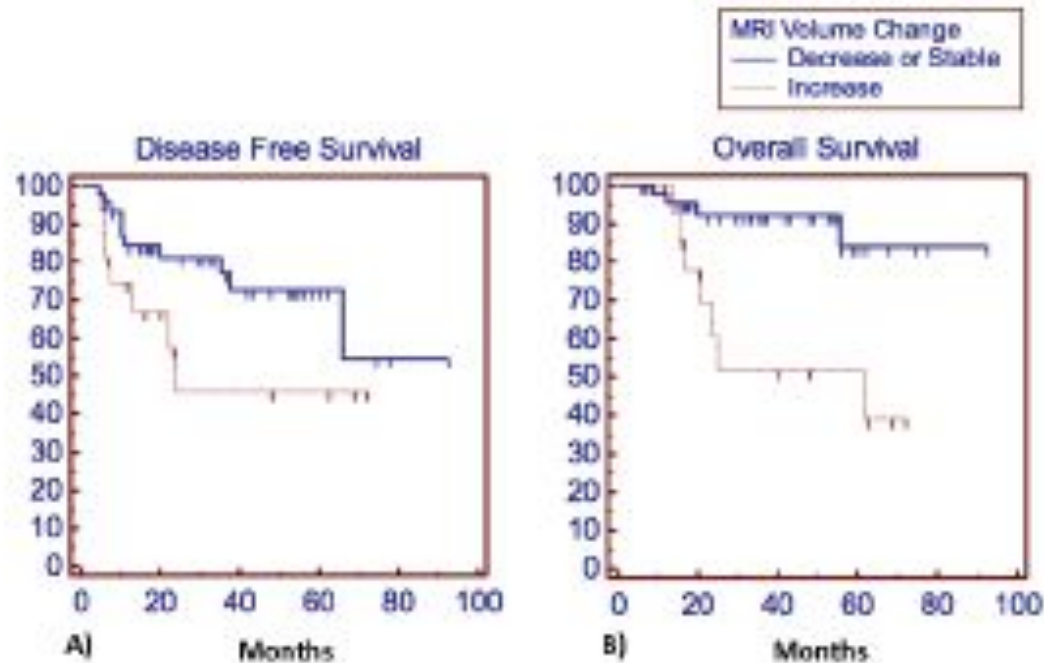 MRI Volume Change
Decrease or Stable
Increase
Disease Free Survival
100
90
80
70
60
50
40
30
20
10
0
0 20 40 60 80 100
A) Months
Overall Survival
100
90
80
70
60
50
40
30
20
10
0
0 20 40 60 80 100
B) Months